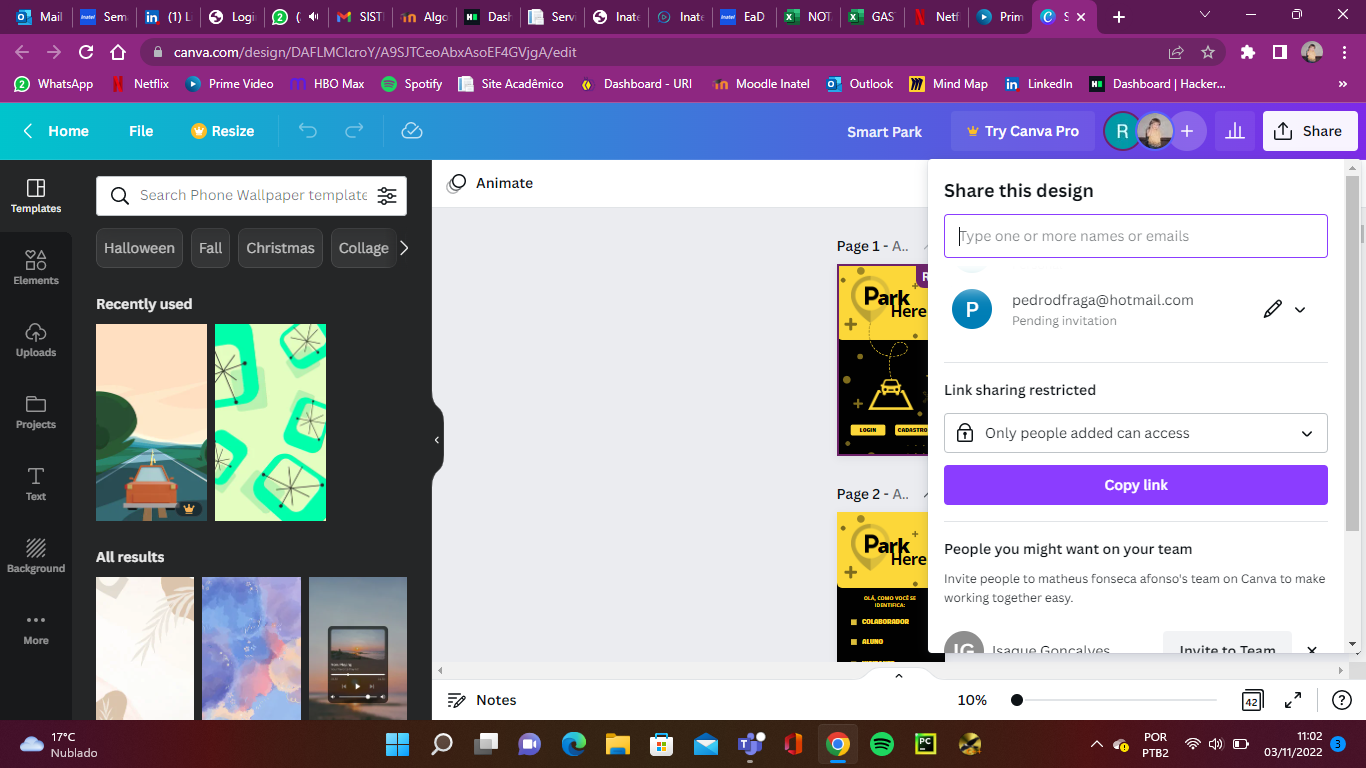 Mail
Sem
(1) Li
Logi
(2
SIST
Algo
Dash
Servi
Inate
Inate
EaD
NOT
GAS
Netfl
Prim
S
canva.com/design/DAFLMCIcroY/A9SJTCeoAbxAsoEF4GVjgA/edit
WhatsApp
Netflix
Prime Video
HBO Max
Spotify
Site Acadêmico
Dashboard - URI
Moodle Inatel
Outlook
Mind Map
LinkedIn
Dashboard | Hacker...
»
Home
File
Resize
Smart Park
Try Canva Pro
R
Share
Templates
Elements
Uploads
Projects
Text
Background
More
Search Phone Wallpaper template
Halloween
Fall
Christmas
Collage
Recently used
All results
Animate
Page 1 - A..
Park
Here
LOGIN
CADASTRO
Page 2 - A..
Park
Here
OLÁ, COMO VOCÊ SE
IDENTIFICA:
COLABORADOR
ALUNO
Share this design
Type one or more names or emails
P
pedrodfraga@hotmail.com
Pending invitation
Link sharing restricted
Only people added can access
Copy link
People you might want on your team
Invite people to matheus fonseca afonso's team on Canva to make
working together easy.
IG
Isaque Gonçalves
Invite to Team
Notes
10%
42
17°C
Nublado
POR
PTB2
11:02
03/11/2022
3